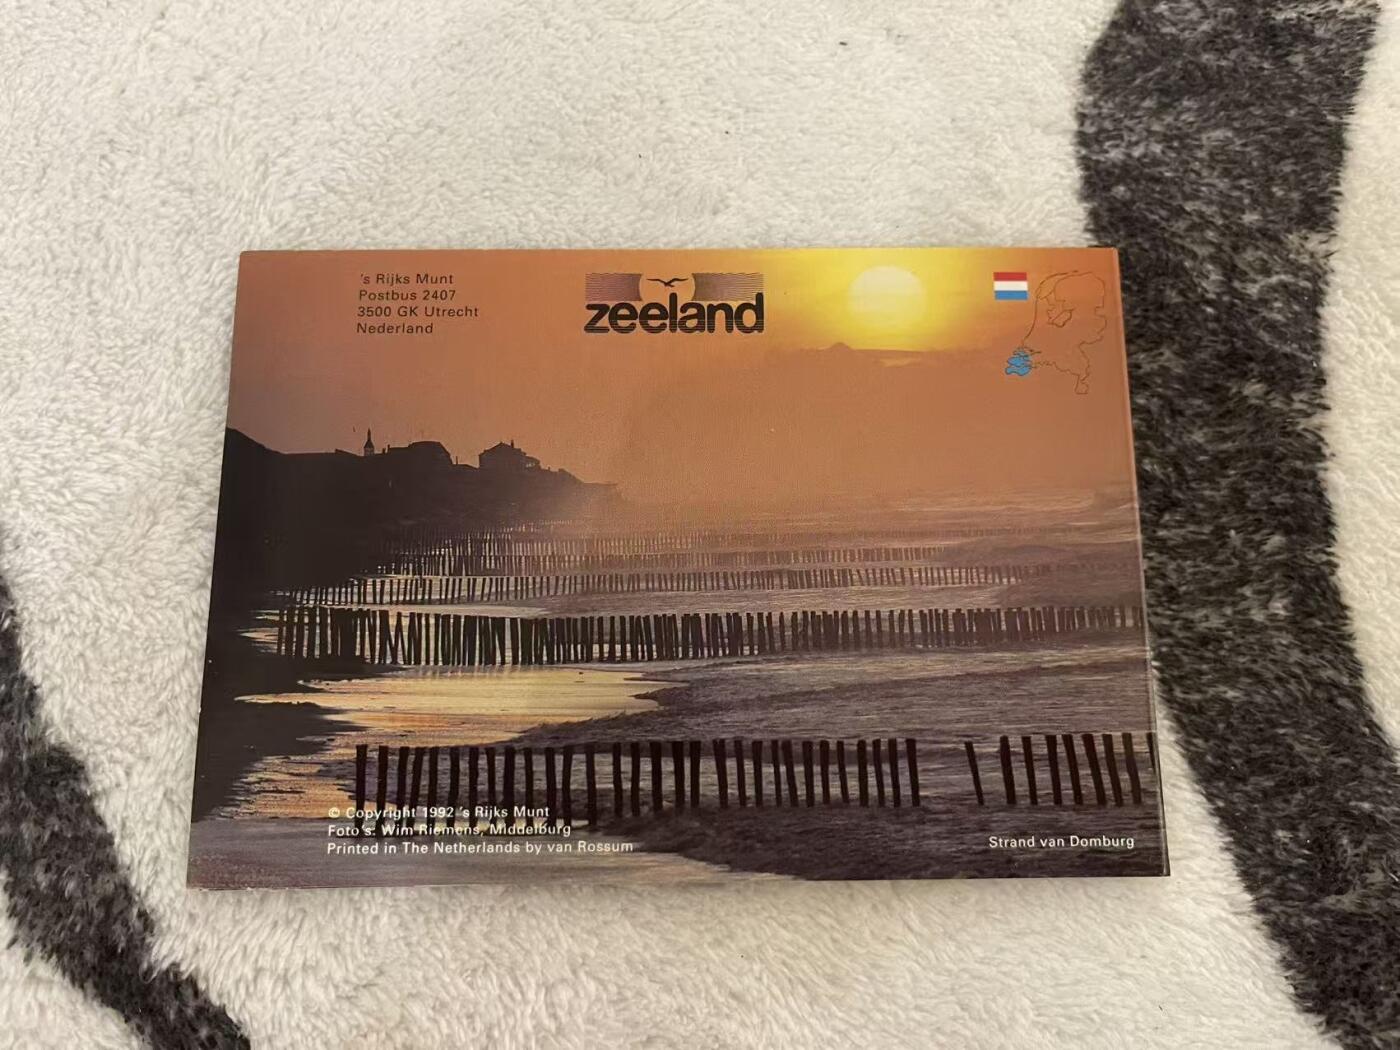 's Rijks Munt
Postbus 2407
3500 GK Utrecht
Nederland
zeeland
© Copyright 1992 's Rijks Munt
Foto's: Wim Riemens, Middelburg
Printed in The Netherlands by van Rossum
Strand van Domburg